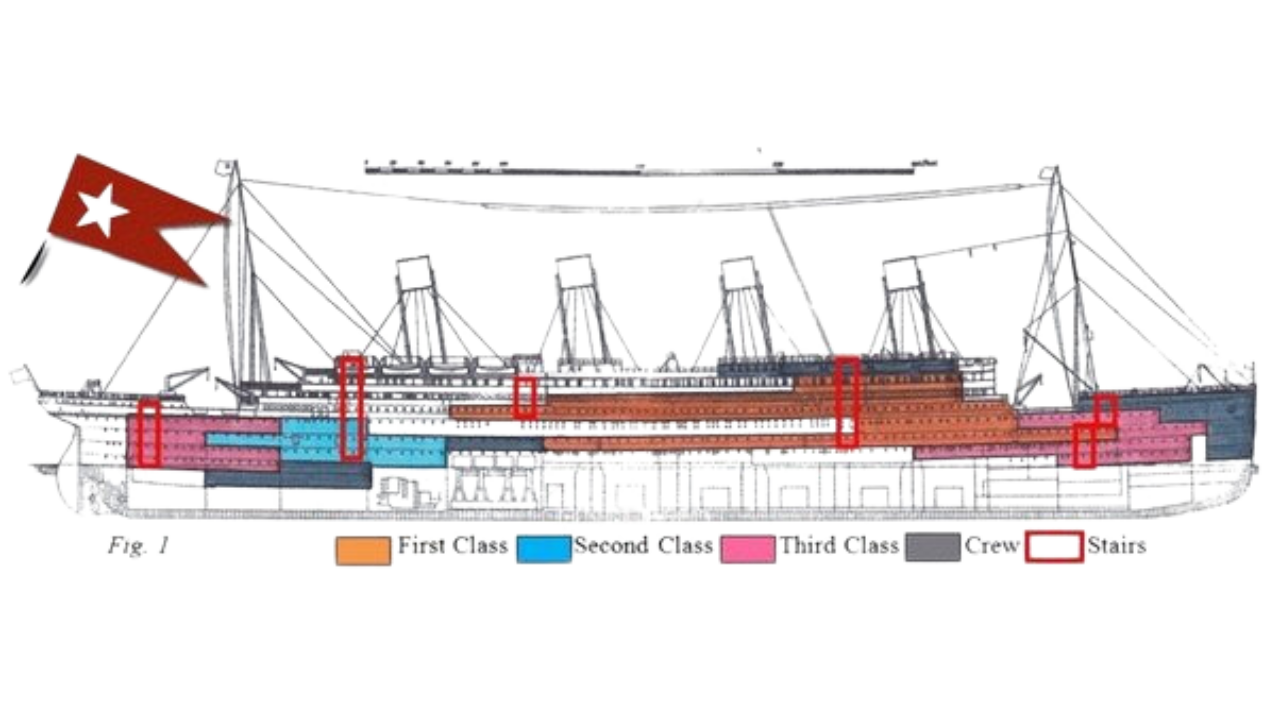 Fig. 1
First Class
Second Class
Third Class
Crew
Stairs